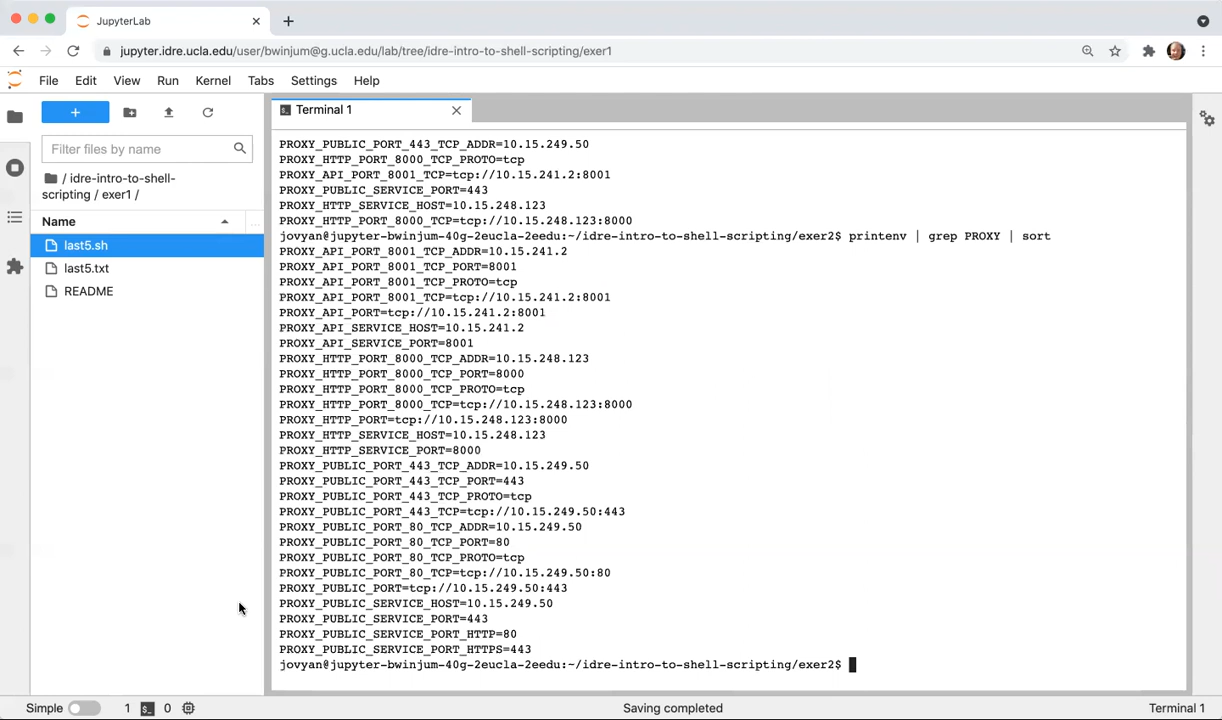 JupyterLab
jupyter.idre.ucla.edu/user/bwinjum@g.ucla.edu/lab/tree/idre-intro-to-shell-scripting/exer1
File Edit View Run Kernel Tabs Settings Help
+
Filter files by name
/ idre-intro-to-shell-
scripting / exer1 /
Name
last5.sh
last5.txt
README
Terminal 1
PROXY_PUBLIC_PORT_443_TCP_ADDR=10.15.249.50
PROXY_HTTP_PORT_8000_TCP_PROTO=tcp
PROXY_API_PORT_8001_TCP=tcp://10.15.241.2:8001
PROXY_PUBLIC_SERVICE_PORT=443
PROXY_HTTP_SERVICE_HOST=10.15.248.123
PROXY_HTTP_PORT_8000_TCP=tcp://10.15.248.123:8000
jovyan@jupyter-bwinjum-40g-2eucla-2eedu:~/idre-intro-to-shell-scripting/exer2$ printenv | grep PROXY | sort
PROXY_API_PORT_8001_TCP_ADDR=10.15.241.2
PROXY_API_PORT_8001_TCP_PORT=8001
PROXY_API_PORT_8001_TCP_PROTO=tcp
PROXY_API_PORT_8001_TCP=tcp://10.15.241.2:8001
PROXY_API_PORT=tcp://10.15.241.2:8001
PROXY_API_SERVICE_HOST=10.15.241.2
PROXY_API_SERVICE_PORT=8001
PROXY_HTTP_PORT_8000_TCP_ADDR=10.15.248.123
PROXY_HTTP_PORT_8000_TCP_PORT=8000
PROXY_HTTP_PORT_8000_TCP_PROTO=tcp
PROXY_HTTP_PORT_8000_TCP=tcp://10.15.248.123:8000
PROXY_HTTP_PORT=tcp://10.15.248.123:8000
PROXY_HTTP_SERVICE_HOST=10.15.248.123
PROXY_HTTP_SERVICE_PORT=8000
PROXY_PUBLIC_PORT_443_TCP_ADDR=10.15.249.50
PROXY_PUBLIC_PORT_443_TCP_PORT=443
PROXY_PUBLIC_PORT_443_TCP_PROTO=tcp
PROXY_PUBLIC_PORT_443_TCP=tcp://10.15.249.50:443
PROXY_PUBLIC_PORT_80_TCP_ADDR=10.15.249.50
PROXY_PUBLIC_PORT_80_TCP_PORT=80
PROXY_PUBLIC_PORT_80_TCP_PROTO=tcp
PROXY_PUBLIC_PORT_80_TCP=tcp://10.15.249.50:80
PROXY_PUBLIC_PORT=tcp://10.15.249.50:443
PROXY_PUBLIC_SERVICE_HOST=10.15.249.50
PROXY_PUBLIC_SERVICE_PORT=443
PROXY_PUBLIC_SERVICE_PORT_HTTP=80
PROXY_PUBLIC_SERVICE_PORT_HTTPS=443
jovyan@jupyter-bwinjum-40g-2eucla-2eedu:~/idre-intro-to-shell-scripting/exer2$
Simple 1 0 Saving completed Terminal 1